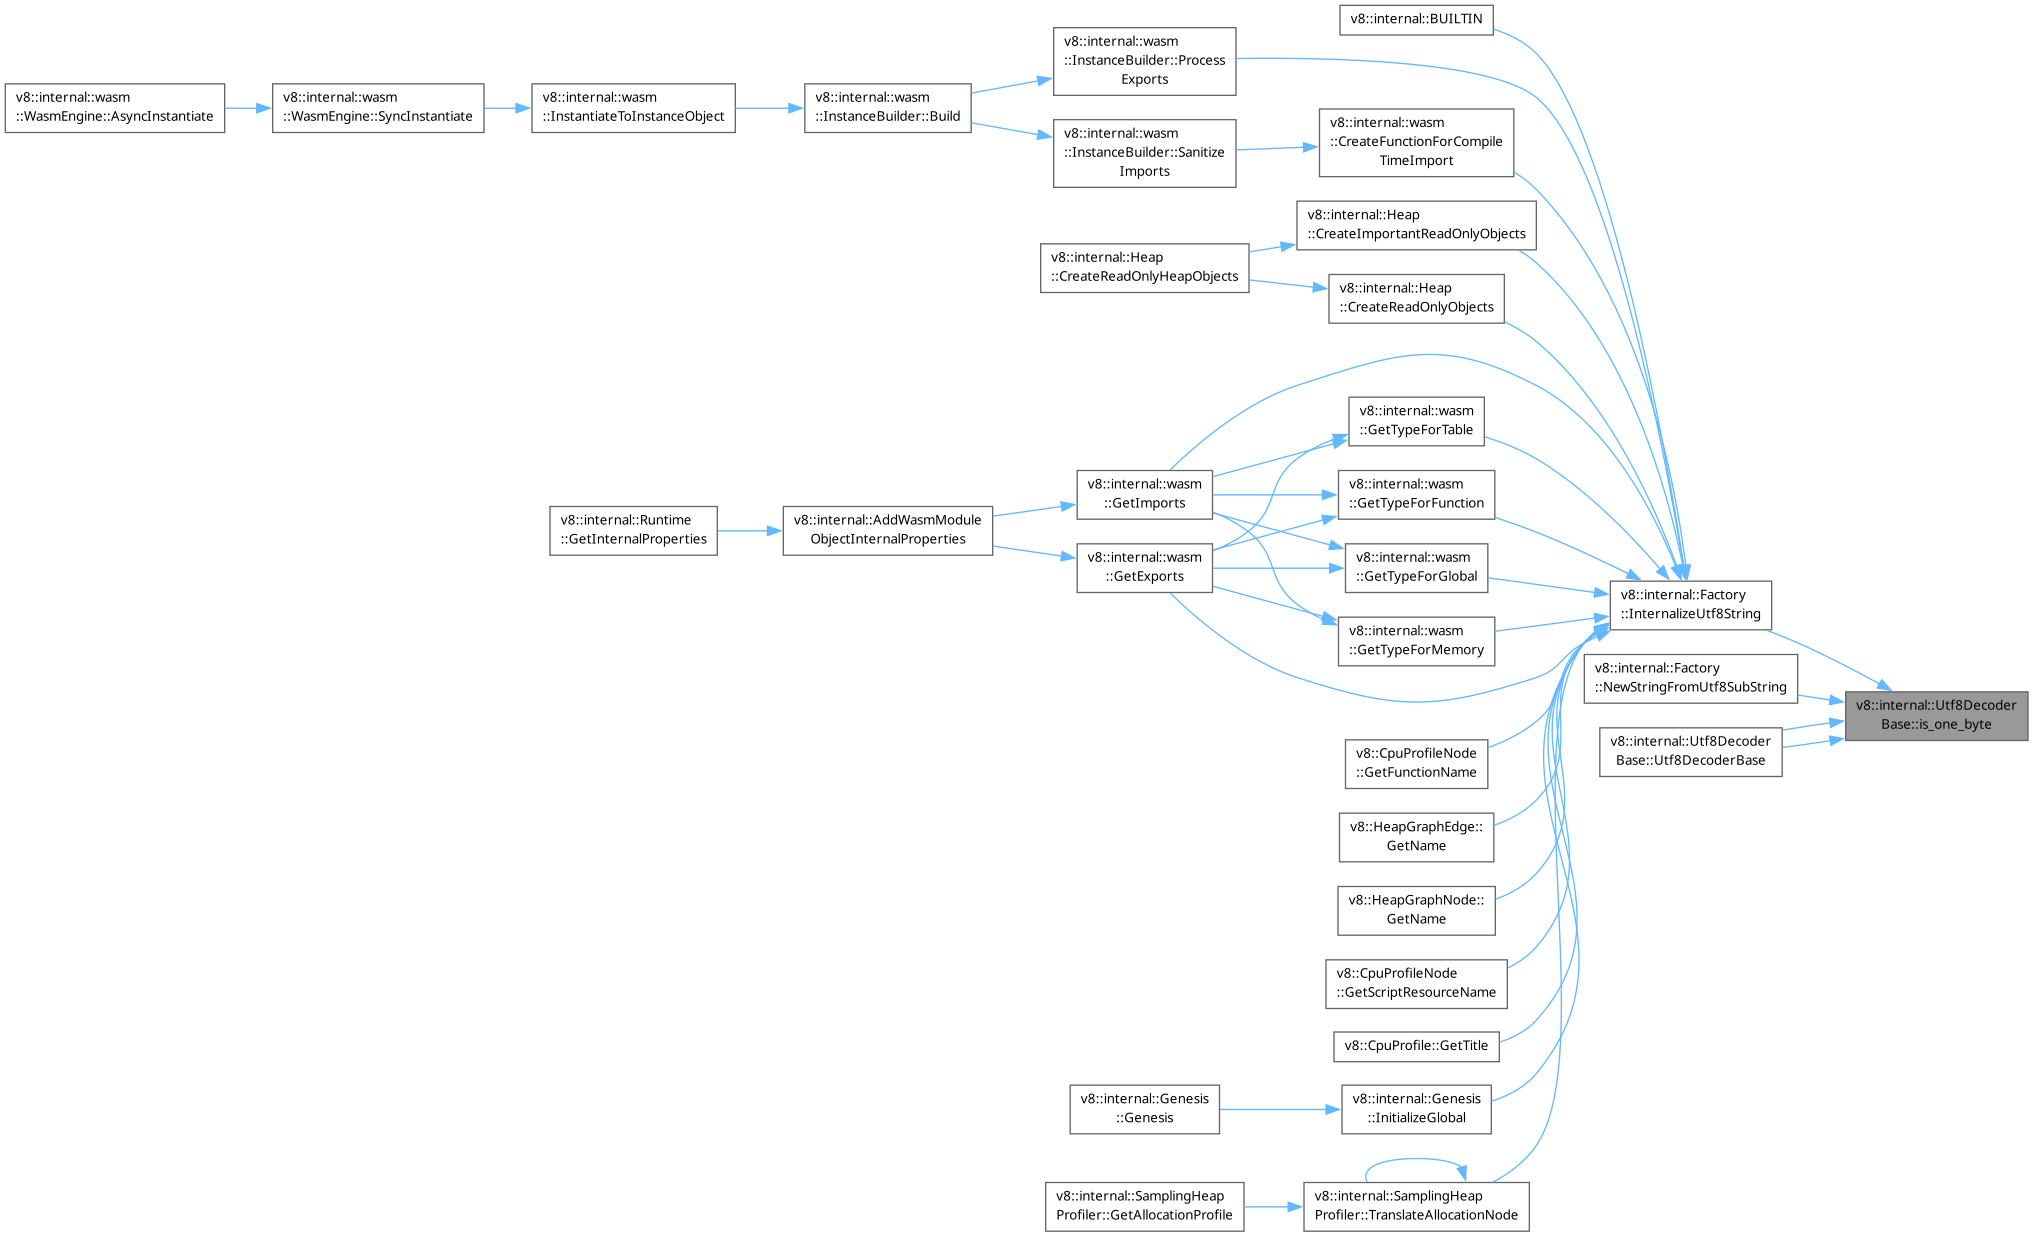 v8::internal::BUILTIN
v8::internal::wasm
::InstanceBuilder::Process
Exports
v8::internal::wasm
::WasmEngine::AsyncInstantiate
v8::internal::wasm
::WasmEngine::SyncInstantiate
v8::internal::wasm
::InstantiateToInstanceObject
v8::internal::wasm
::InstanceBuilder::Build
v8::internal::wasm
::InstanceBuilder::Sanitize
Imports
v8::internal::wasm
::CreateFunctionForCompile
TimeImport
v8::internal::Heap
::CreateImportantReadOnlyObjects
v8::internal::Heap
::CreateReadOnlyHeapObjects
v8::internal::Heap
::CreateReadOnlyObjects
v8::internal::wasm
::GetTypeForTable
v8::internal::wasm
::GetImports
v8::internal::wasm
::GetTypeForFunction
v8::internal::Runtime
::GetInternalProperties
v8::internal::AddWasmModule
ObjectInternalProperties
v8::internal::wasm
::GetExports
v8::internal::wasm
::GetTypeForGlobal
v8::internal::Factory
::InternalizeUtf8String
v8::internal::wasm
::GetTypeForMemory
v8::internal::Factory
::NewStringFromUtf8SubString
v8::internal::Utf8Decoder
Base::is_one_byte
v8::internal::Utf8Decoder
Base::Utf8DecoderBase
v8::CpuProfileNode
::GetFunctionName
v8::HeapGraphEdge::
GetName
v8::HeapGraphNode::
GetName
v8::CpuProfileNode
::GetScriptResourceName
v8::CpuProfile::GetTitle
v8::internal::Genesis
::Genesis
v8::internal::Genesis
::InitializeGlobal
v8::internal::SamplingHeap
Profiler::GetAllocationProfile
v8::internal::SamplingHeap
Profiler::TranslateAllocationNode